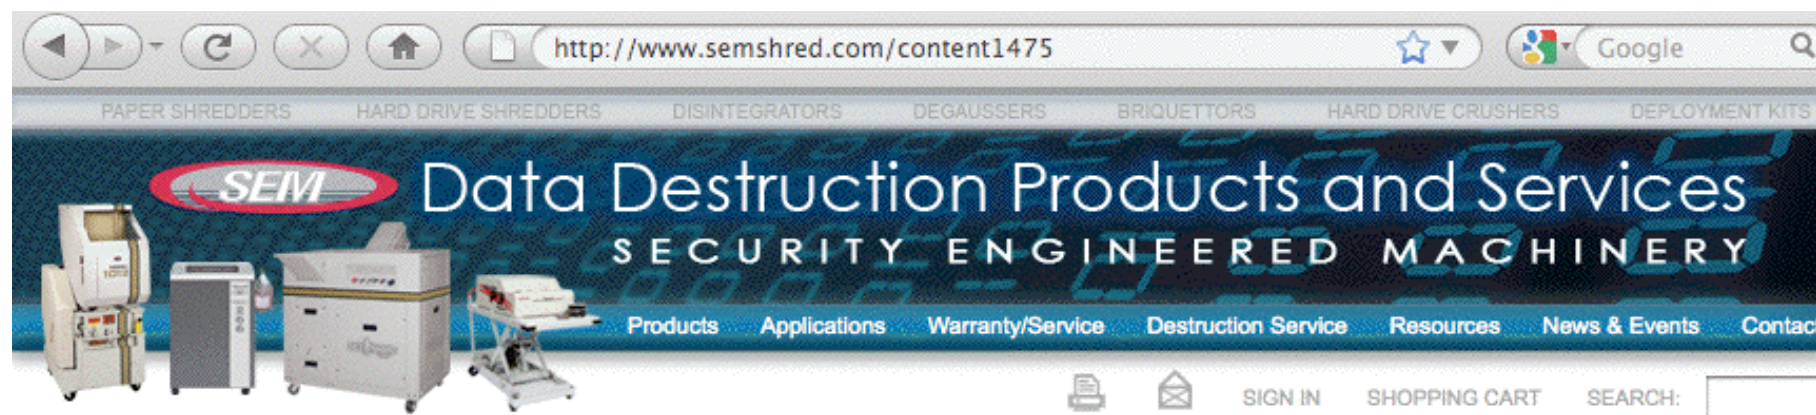 http://www.semshred.com/content1475 Google
PAPER SHREDDERS HARD DRIVE SHREDDERS DISINTEGRATORS DEGAUSSERS BRIQUETTORS HARD DRIVE CRUSHERS DEPLOYMENT KITS
SEM Data Destruction Products and Services
SECURITY ENGINEERED MACHINERY
Products Applications Warranty/Service Destruction Service Resources News & Events Contac
SIGN IN SHOPPING CART SEARCH: